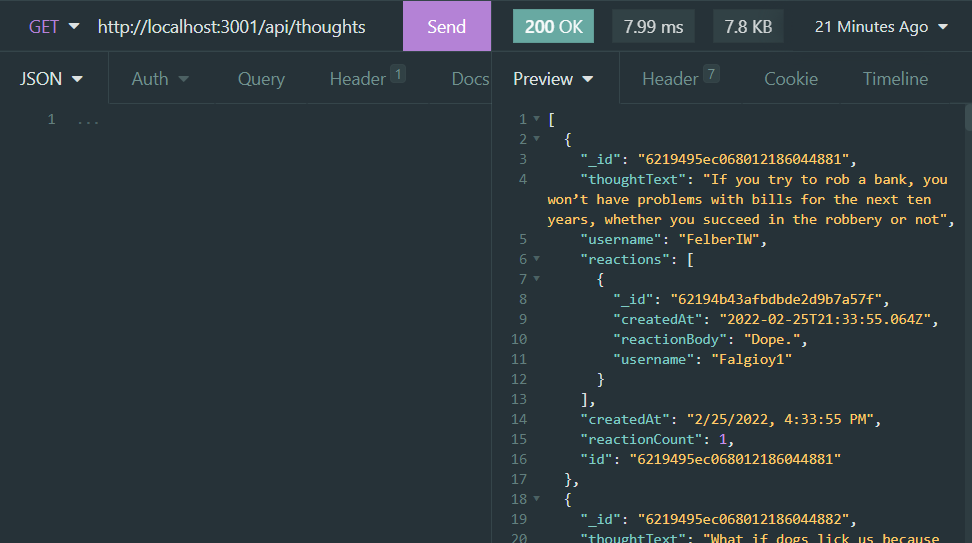 GET http://localhost:3001/api/thoughts Send 200 OK 7.99 ms 7.8 KB 21 Minutes Ago
JSON Auth Query Header 1 Docs Preview Header 7 Cookie Timeline
1 ...
1 [
2 {
3 "_id": "6219495ec068012186044881",
4 "thoughtText": "If you try to rob a bank, you
won’t have problems with bills for the next ten
years, whether you succeed in the robbery or not",
5 "username": "FelberIW",
6 "reactions": [
7 {
8 "_id": "62194b43afbdbde2d9b7a57f",
9 "createdAt": "2022-02-25T21:33:55.064Z",
10 "reactionBody": "Dope.",
11 "username": "Falgioy1"
12 }
13 ],
14 "createdAt": "2/25/2022, 4:33:55 PM",
15 "reactionCount": 1,
16 "id": "6219495ec068012186044881"
17 },
18 {
19 "_id": "6219495ec068012186044882",
20 "thoughtText": "What if dogs lick us because